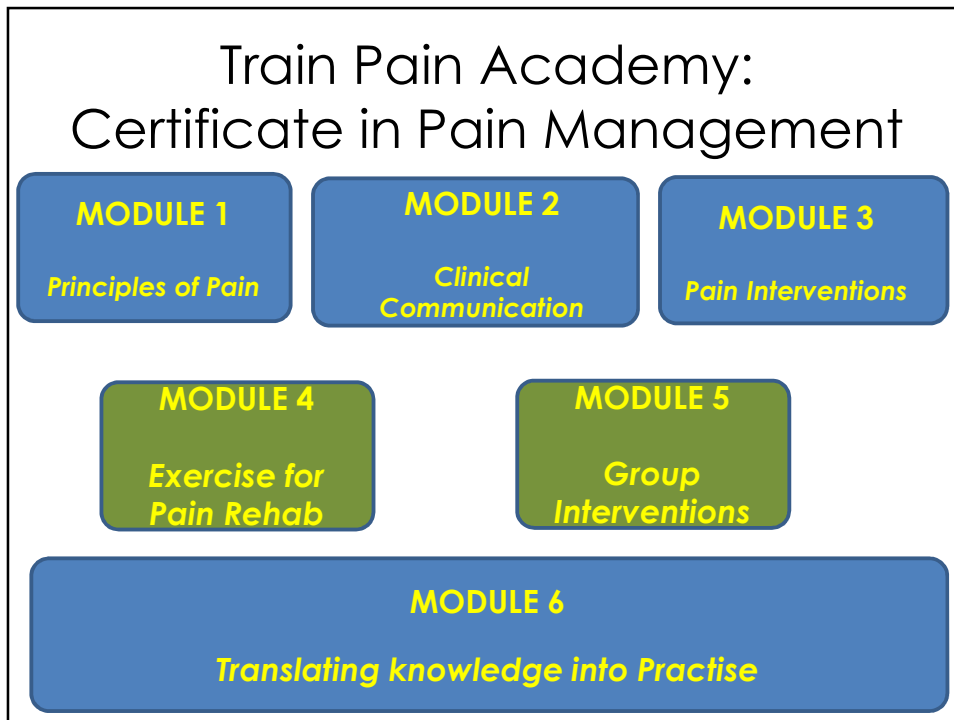 Train Pain Academy:
Certificate in Pain Management
MODULE 1
Principles of Pain
MODULE 2
Clinical
Communication
MODULE 3
Pain Interventions
MODULE 4
Exercise for
Pain Rehab
MODULE 5
Group
Interventions
MODULE 6
Translating knowledge into Practise